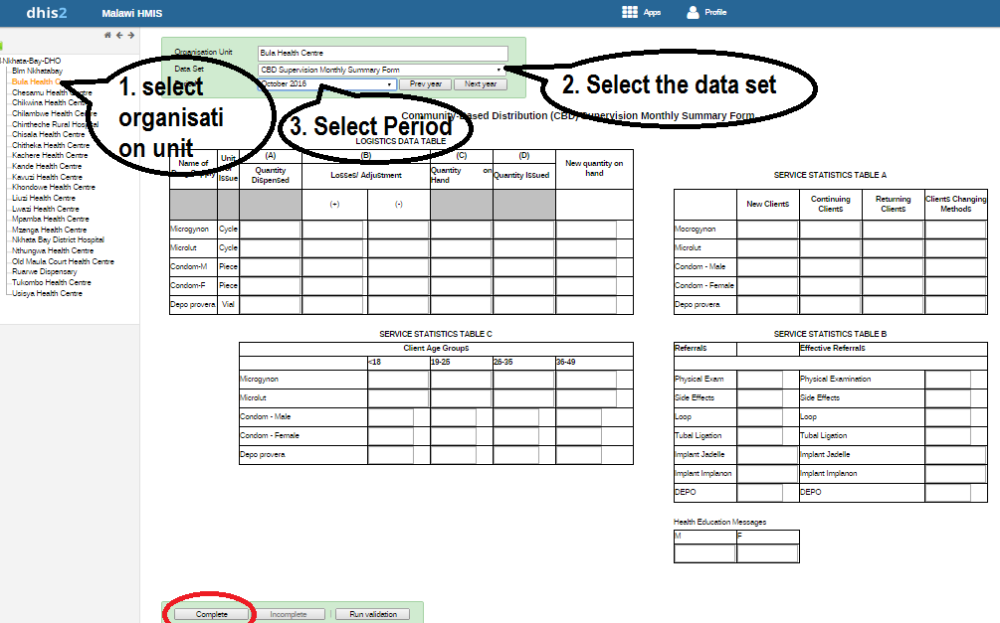 dhis2 Malawi HMIS Apps Profile
Nkhata-Bay-DHO
Blm Nkhatabay
Bula Health C
Chesamu Health Centre
Chikwina Health Centre
Chilambwe Health Centre
Chintheche Rural Hospital
Chisala Health Centre
Chitheka Health Centre
Kachere Health Centre
Kande Health Centre
Kavuzi Health Centre
Khondowe Health Centre
Liuzi Health Centre
Lwazi Health Centre
Mpamba Health Centre
Mzenga Health Centre
Nkhata Bay District Hospital
Nthungwa Health Centre
Old Maula Court Health Centre
Ruarwe Dispensary
Tukombo Health Centre
Usisya Health Centre
Organisation Unit Bula Health Centre
Data Set CBD Supervision Monthly Summary Form
October 2016 Prev year Next year
1. select
organisati
on unit
2. Select the data set
3. Select Period
Community-Based Distribution (CBD) Supervision Monthly Summary Form
LOGISTICS DATA TABLE
Name of Unit of Issue (A) Quantity Dispensed (B) Losses/ Adjustment (C) Quantity on Hand (D) Quantity Issued New quantity on hand
(+) (-)
Microgynon Cycle
Microlut Cycle
Condom-M Piece
Condom-F Piece
Depo provera Vial
SERVICE STATISTICS TABLE A
New Clients Continuing Clients Returning Clients Clients Changing Methods
Mocrogynon
Microlut
Condom - Male
Condom - Female
Depo provera
SERVICE STATISTICS TABLE C
Client Age Groups
<18 19-25 26-35 36-49
Microgynon
Microlut
Condom - Male
Condom - Female
Depo provera
SERVICE STATISTICS TABLE B
Referrals Effective Referrals
Physical Exam Physical Examination
Side Effects Side Effects
Loop Loop
Tubal Ligation Tubal Ligation
Implant Jadelle Implant Jadelle
Implant Implanon Implant Implanon
DEPO DEPO
Health Education Messages
M F
Complete Incomplete Run validation